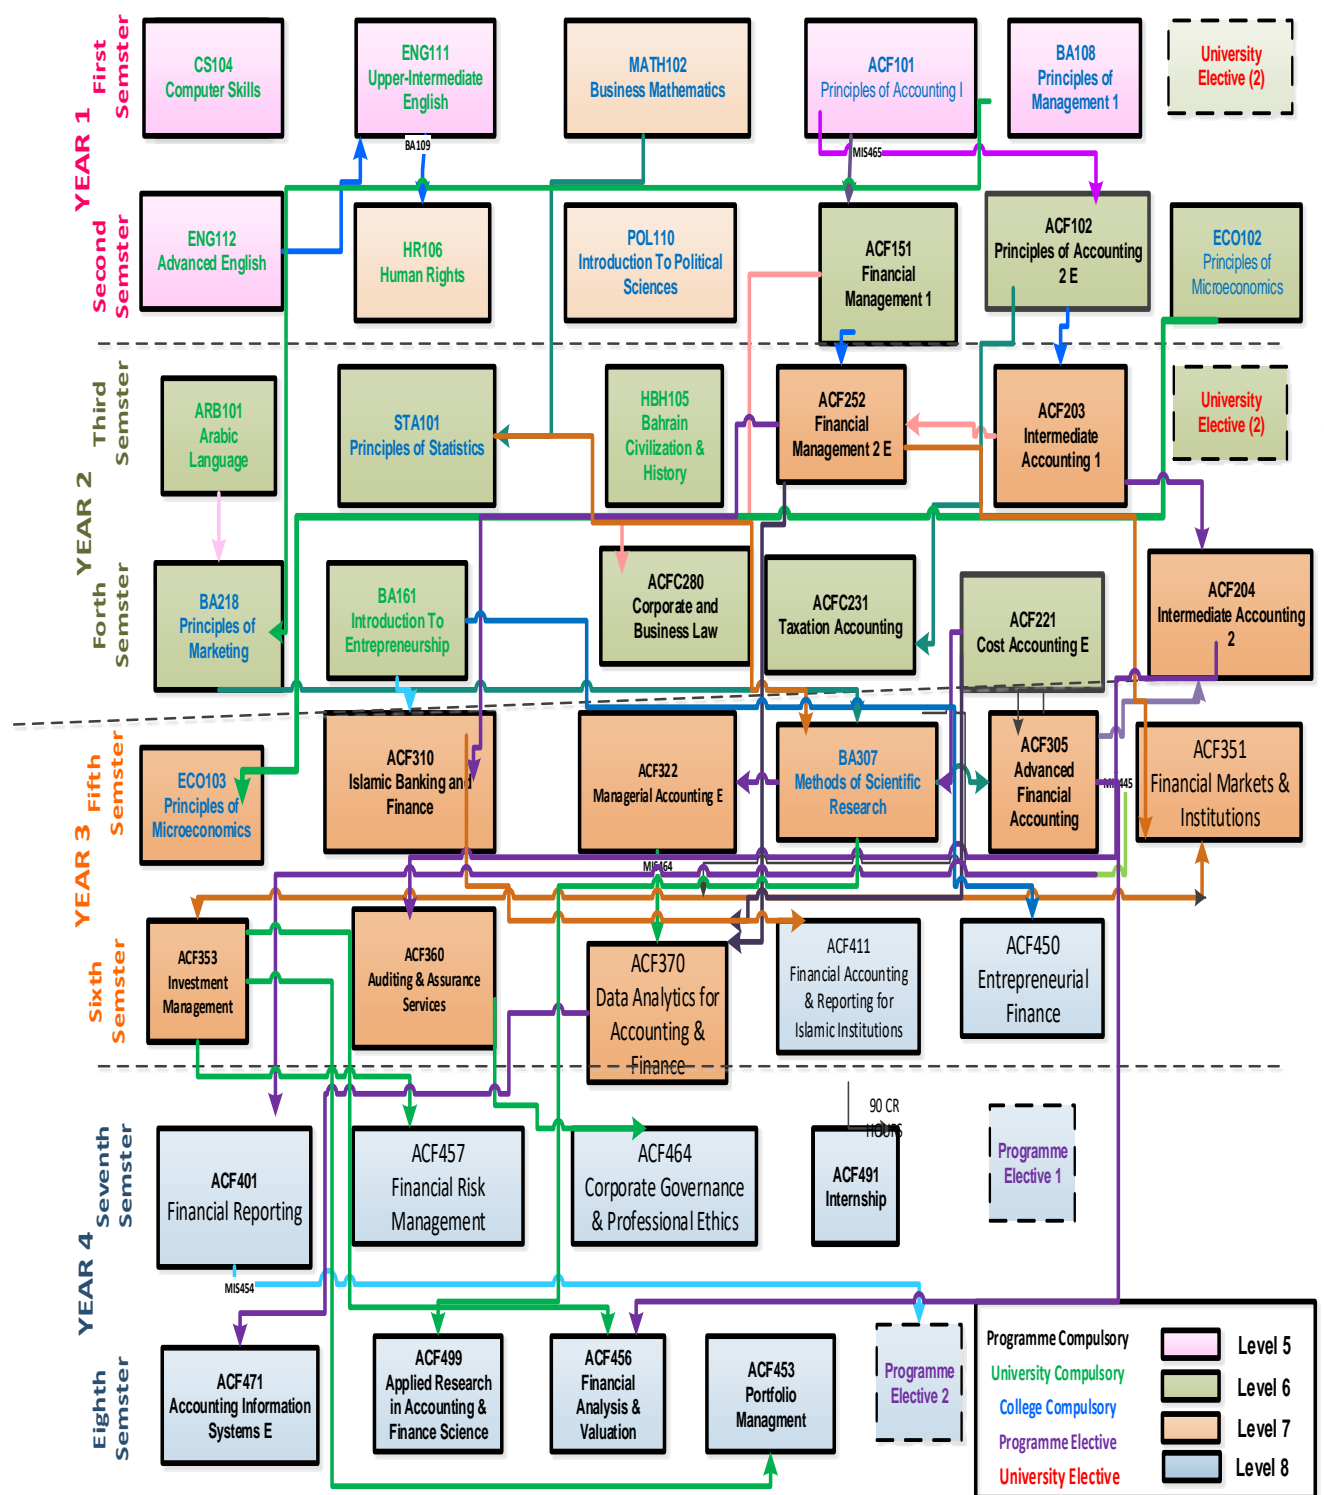 YEAR 1
First
Semster
CS104
Computer Skills
ENG111
Upper-Intermediate
English
MATH102
Business Mathematics
ACF101
Principles of Accounting I
BA108
Principles of
Management 1
University
Elective (2)
BA109
MIS465
Second
Semster
ENG112
Advanced English
HR106
Human Rights
POL110
Introduction To Political
Sciences
ACF151
Financial
Management 1
ACF102
Principles of Accounting
2 E
ECO102
Principles of
Microeconomics
YEAR 2
Third
Semster
ARB101
Arabic
Language
STA101
Principles of Statistics
HBH105
Bahrain
Civilization &
History
ACF252
Financial
Management 2 E
ACF203
Intermediate
Accounting 1
University
Elective (2)
Forth
Semster
BA218
Principles of
Marketing
BA161
Introduction To
Entrepreneurship
ACFC280
Corporate and
Business Law
ACFC231
Taxation Accounting
ACF221
Cost Accounting E
ACF204
Intermediate Accounting
2
YEAR 3
Fifth
Semster
ECO103
Principles of
Microeconomics
ACF310
Islamic Banking and
Finance
ACF322
Managerial Accounting E
BA307
Methods of Scientific
Research
ACF305
Advanced
Financial
Accounting
ACF351
Financial Markets &
Institutions
Sixth
Semster
ACF353
Investment
Management
ACF360
Auditing & Assurance
Services
ACF370
Data Analytics for
Accounting &
Finance
ACF411
Financial Accounting
& Reporting for
Islamic Institutions
ACF450
Entrepreneurial
Finance
YEAR 4
Seventh
Semster
ACF401
Financial Reporting
ACF457
Financial Risk
Management
ACF464
Corporate Governance
& Professional Ethics
90 CR
HOURS
ACF491
Internship
Programme
Elective 1
MIS454
Eighth
Semster
ACF471
Accounting Information
Systems E
ACF499
Applied Research
in Accounting &
Finance Science
ACF456
Financial
Analysis &
Valuation
ACF453
Portfolio
Managment
Programme
Elective 2
Programme Compulsory
University Compulsory
College Compulsory
Programme Elective
University Elective
Level 5
Level 6
Level 7
Level 8